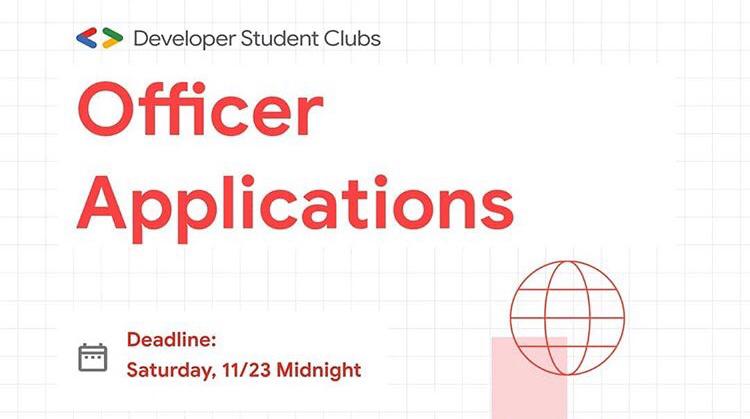 Developer Student Clubs
Officer
Applications
Deadline:
Saturday, 11/23 Midnight